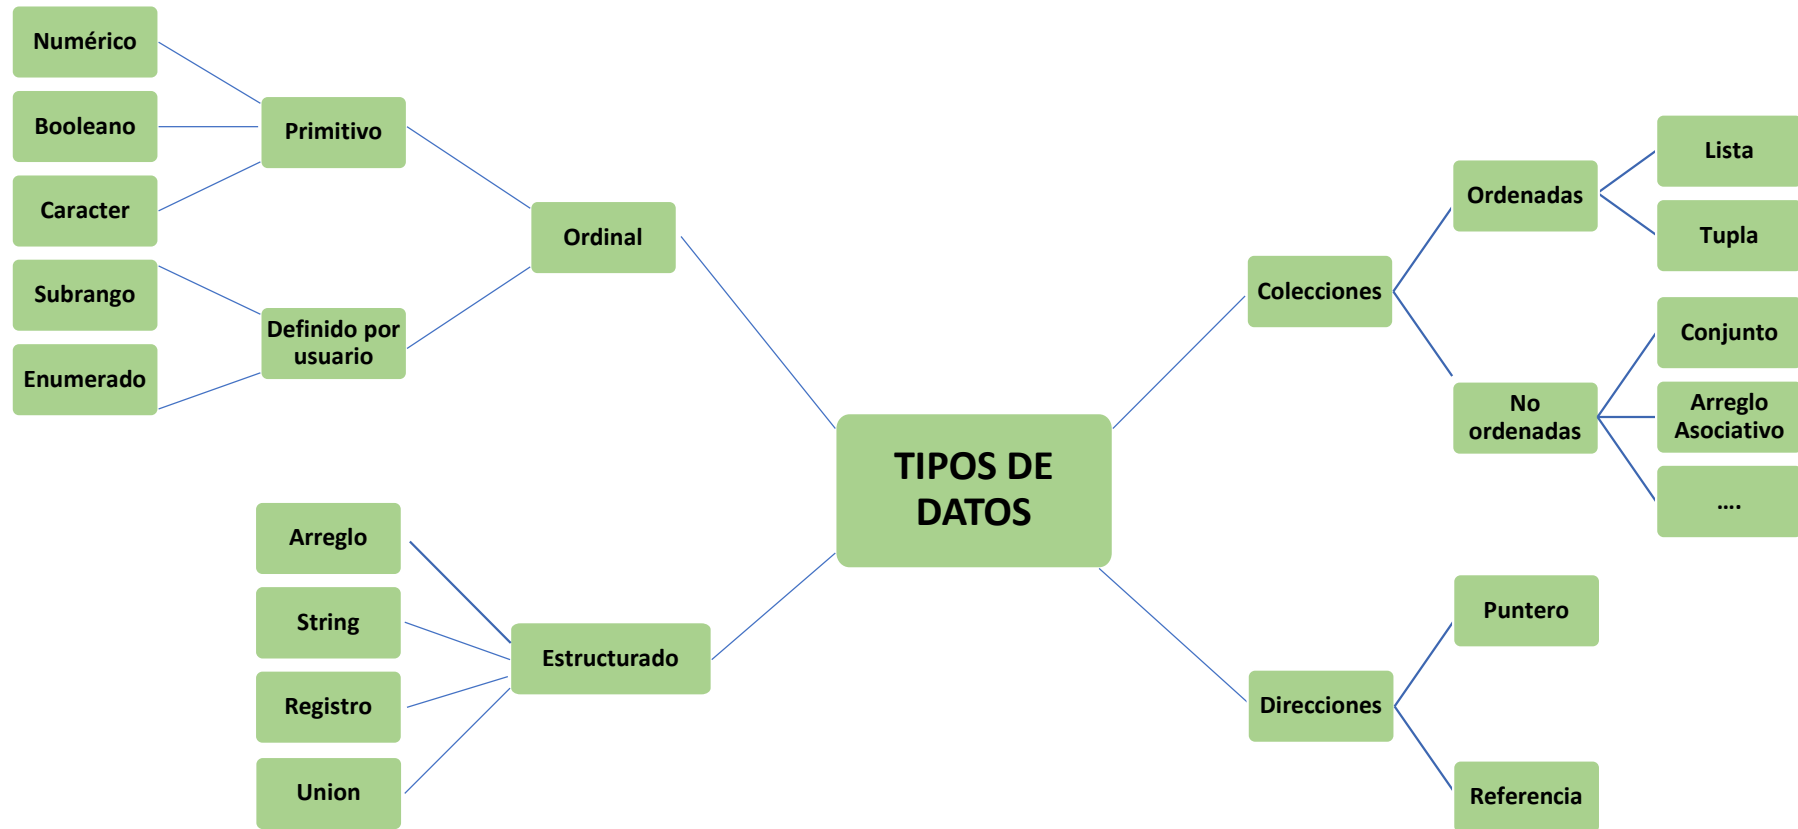 Numérico
Booleano
Caracter
Subrango
Enumerado
Primitivo
Definido por
usuario
Ordinal
Arreglo
String
Registro
Union
Estructurado
TIPOS DE
DATOS
Colecciones
Ordenadas
Lista
Tupla
No
ordenadas
Conjunto
Arreglo
Asociativo
....
Direcciones
Puntero
Referencia